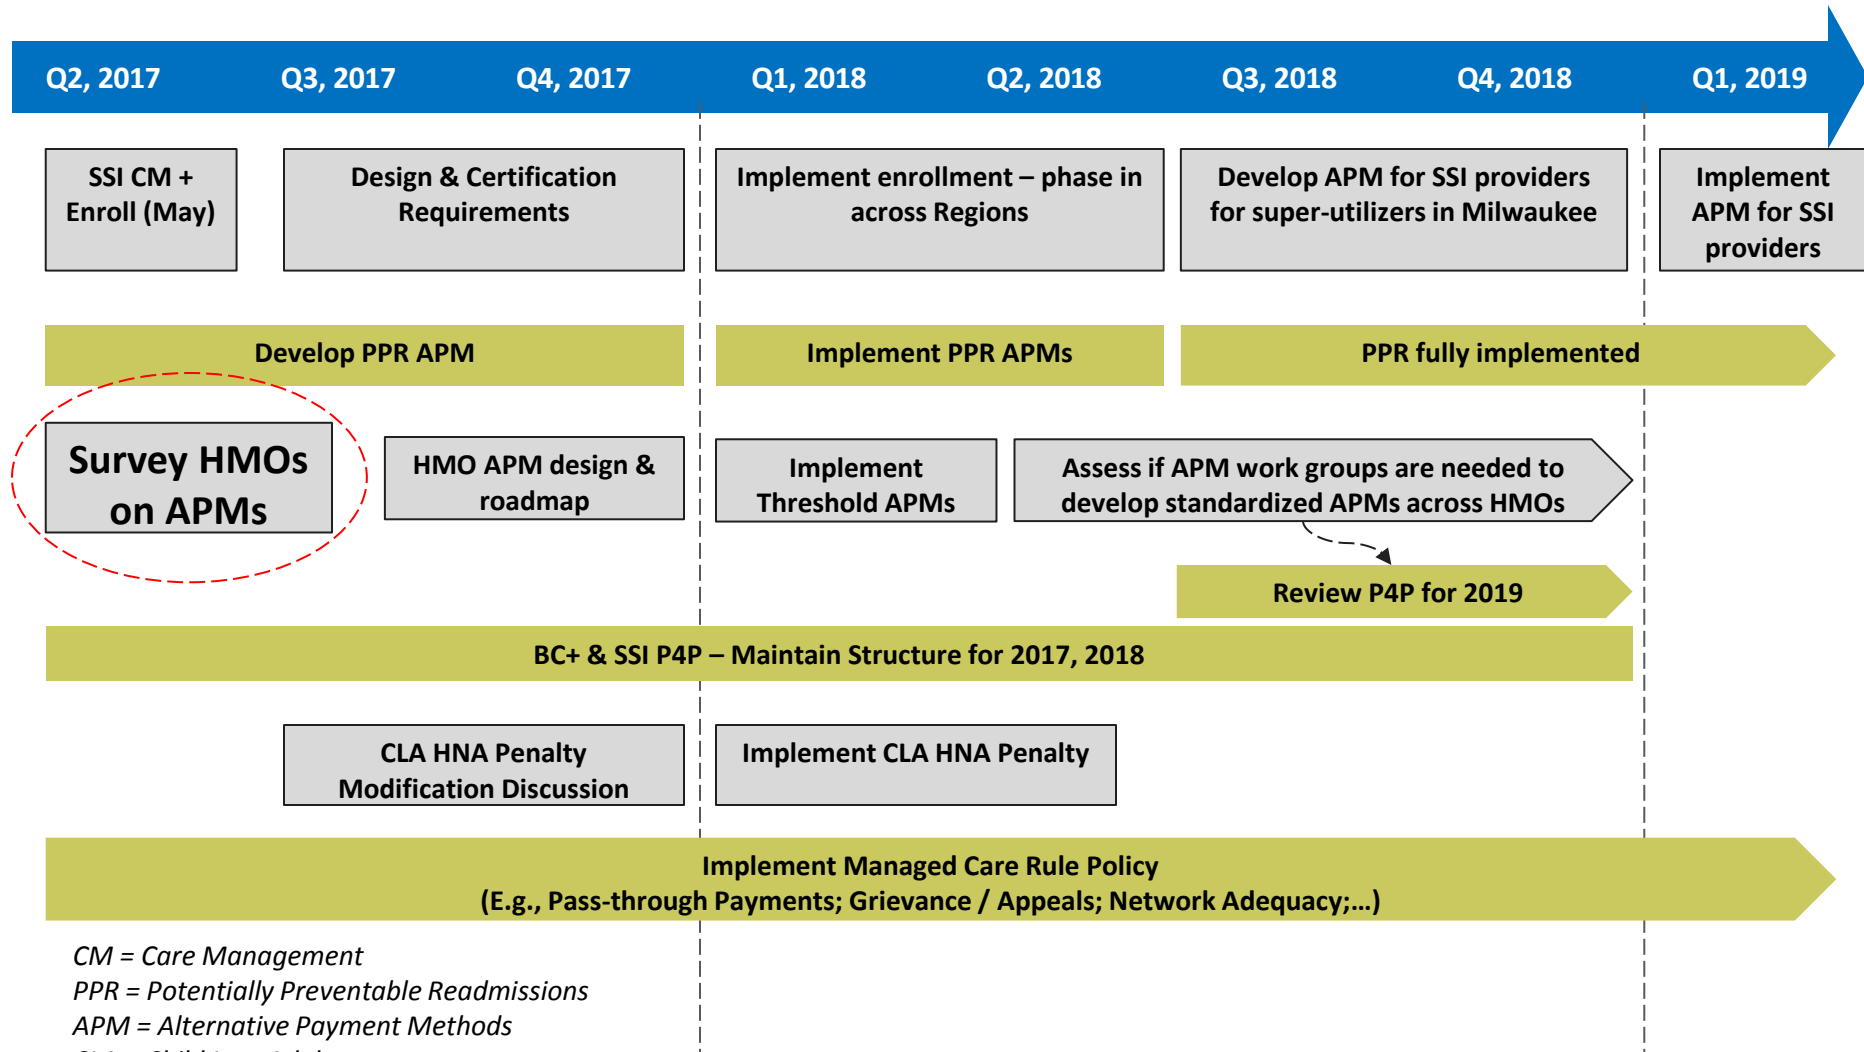 Q2, 2017 Q3, 2017 Q4, 2017 Q1, 2018 Q2, 2018 Q3, 2018 Q4, 2018 Q1, 2019
SSI CM +
Enroll (May)
Design & Certification
Requirements
Implement enrollment – phase in
across Regions
Develop APM for SSI providers
for super-utilizers in Milwaukee
Implement
APM for SSI
providers
Develop PPR APM
Implement PPR APMs
PPR fully implemented
Survey HMOs
on APMs
HMO APM design &
roadmap
Implement
Threshold APMs
Assess if APM work groups are needed to
develop standardized APMs across HMOs
Review P4P for 2019
BC+ & SSI P4P – Maintain Structure for 2017, 2018
CLA HNA Penalty
Modification Discussion
Implement CLA HNA Penalty
Implement Managed Care Rule Policy
(E.g., Pass-through Payments; Grievance / Appeals; Network Adequacy;...)
CM = Care Management
PPR = Potentially Preventable Readmissions
APM = Alternative Payment Methods